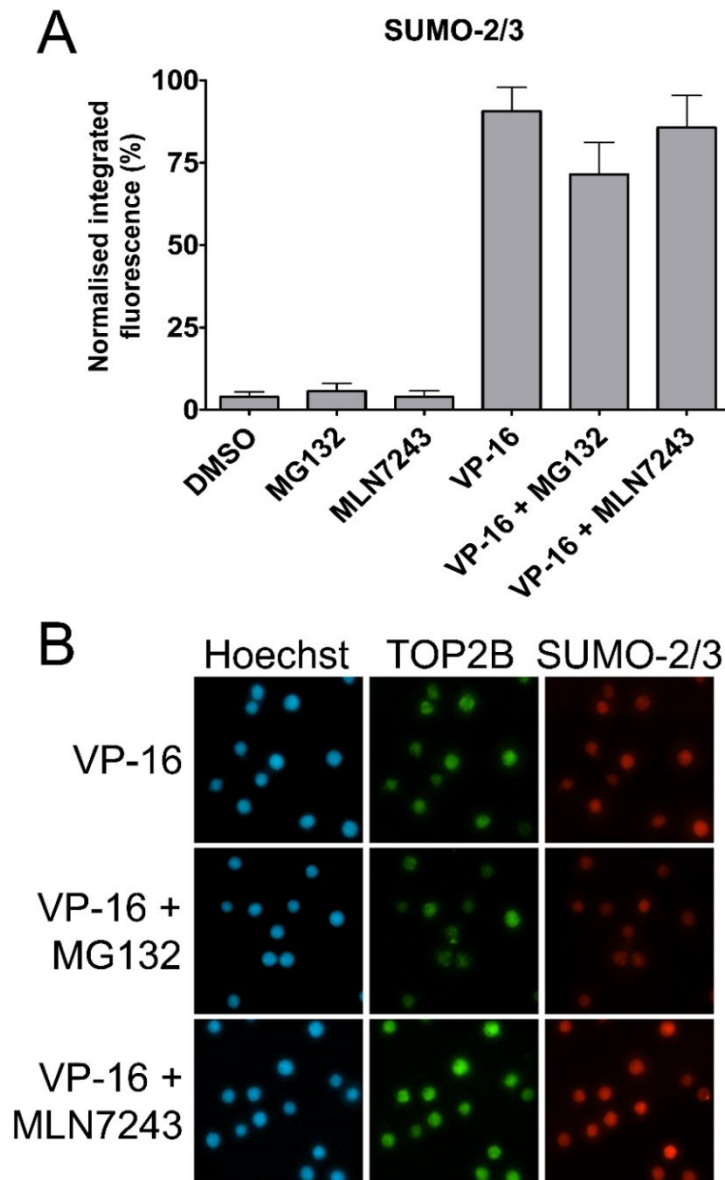 A
SUMO-2/3
Normalised integrated
fluorescence (%)
100
75
50
25
0
DMSO
MG132
MLN7243
VP-16
VP-16 + MG132
VP-16 + MLN7243
B
Hoechst TOP2B SUMO-2/3
VP-16
VP-16 +
MG132
VP-16 +
MLN7243